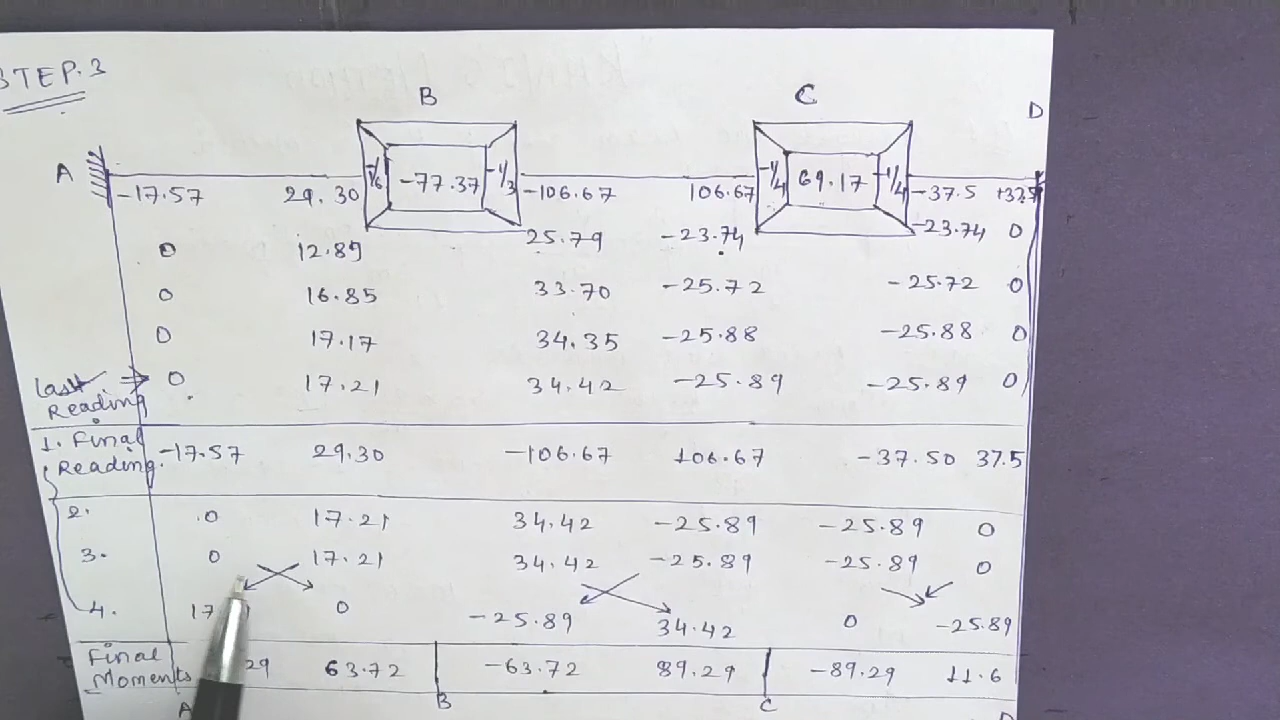 STEP.3
B C D
A
-1/6 -77.37 -1/3 -1/4 69.17 -1/4
-17.57 29.30 -106.67 106.67 -37.5 +37.5
0 12.89 25.79 -23.74 -23.74 0
0 16.85 33.70 -25.72 -25.72 0
0 17.17 34.35 -25.88 -25.88 0
Last Reading ⇒ 0 17.21 34.42 -25.89 -25.89 0
1. Final Reading. -17.57 29.30 -106.67 106.67 -37.50 37.5
2. 0 17.21 34.42 -25.89 -25.89 0
3. 0 17.21 34.42 -25.89 -25.89 0
4. 17 0 -25.89 34.42 0 -25.89
Final Moments 29 63.72 -63.72 89.29 -89.29 11.6
A B C D